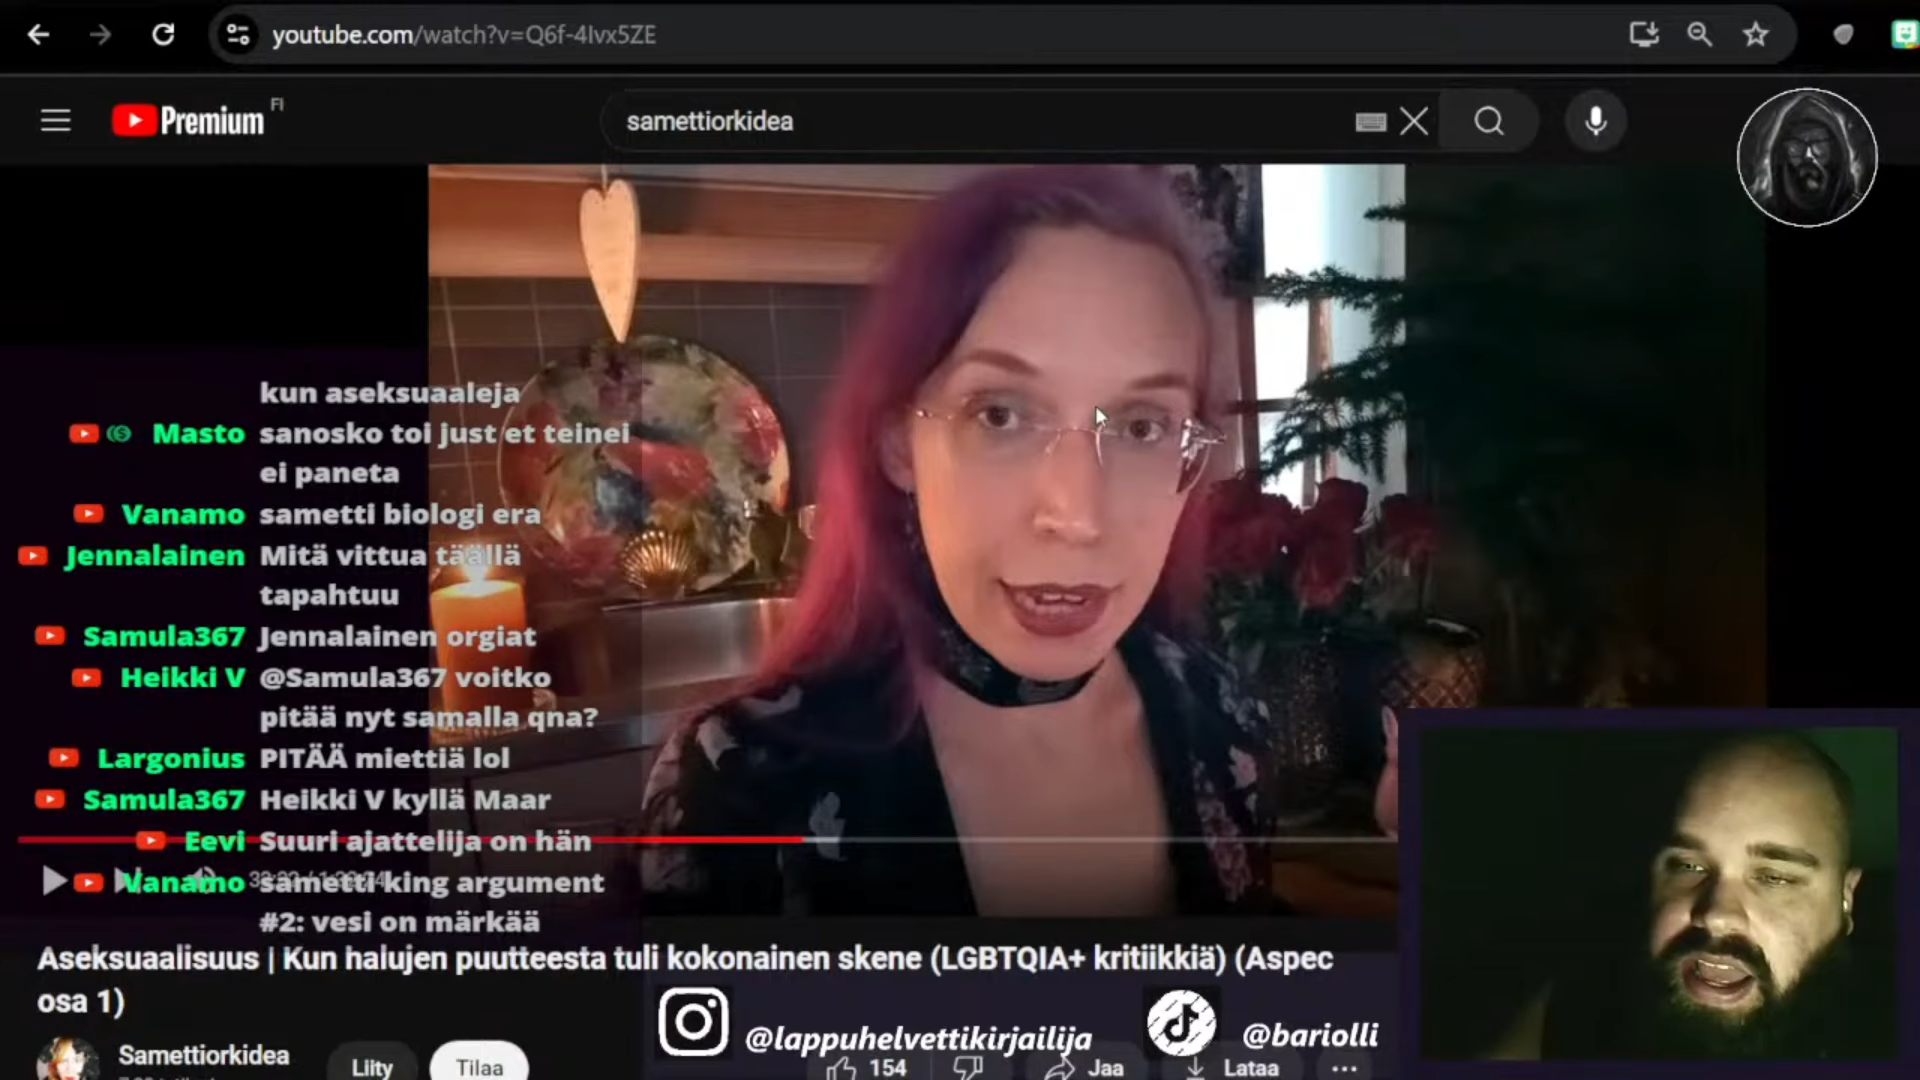 youtube.com/watch?v=Q6f-4lvx5ZE
Premium FI
samettiorkidea
kun aseksuaaleja
Masto sanosko toi just et teinei
ei paneta
Vanamo sametti biologi era
Jennalainen Mitä vittua täällä
tapahtuu
Samula367 Jennalainen orgiat
Heikki V @Samula367 voitko
pitää nyt samalla qna?
Largonius PITÄÄ miettiä lol
Samula367 Heikki V kyllä Maar
Eevi Suuri ajattelija on hän
Vanamo sametti king argument
#2: vesi on märkää
Aseksuaalisuus | Kun halujen puutteesta tuli kokonainen skene (LGBTQIA+ kritiikkiä) (Aspec
osa 1)
@lappuhelvettikirjailija
@bariolli
Samettiorkidea
Liity
Tilaa
154
Jaa
Lataa